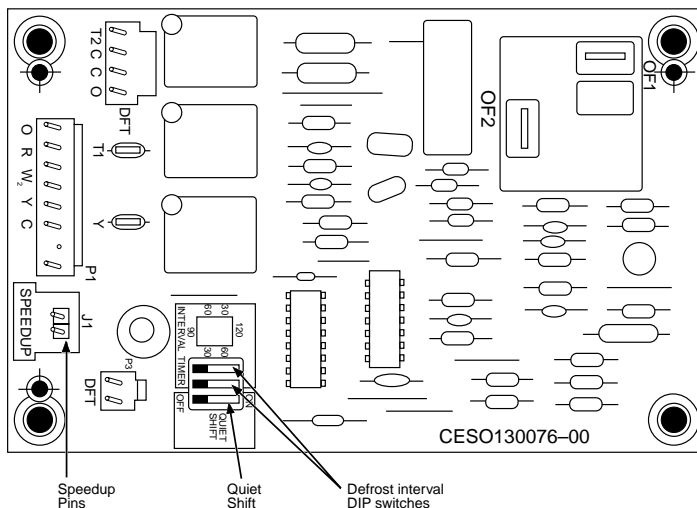 T2 C C O
DFT
T1
Y
O R W2 Y C
P1
OF2
OF1
SPEEDUP
J1
P3
DFT
INTERVAL TIMER
OFF
60
30
120
90
30
60
QUIET
SHIFT
ON
CESO130076–00
Speedup
Pins
Quiet
Shift
Defrost interval
DIP switches